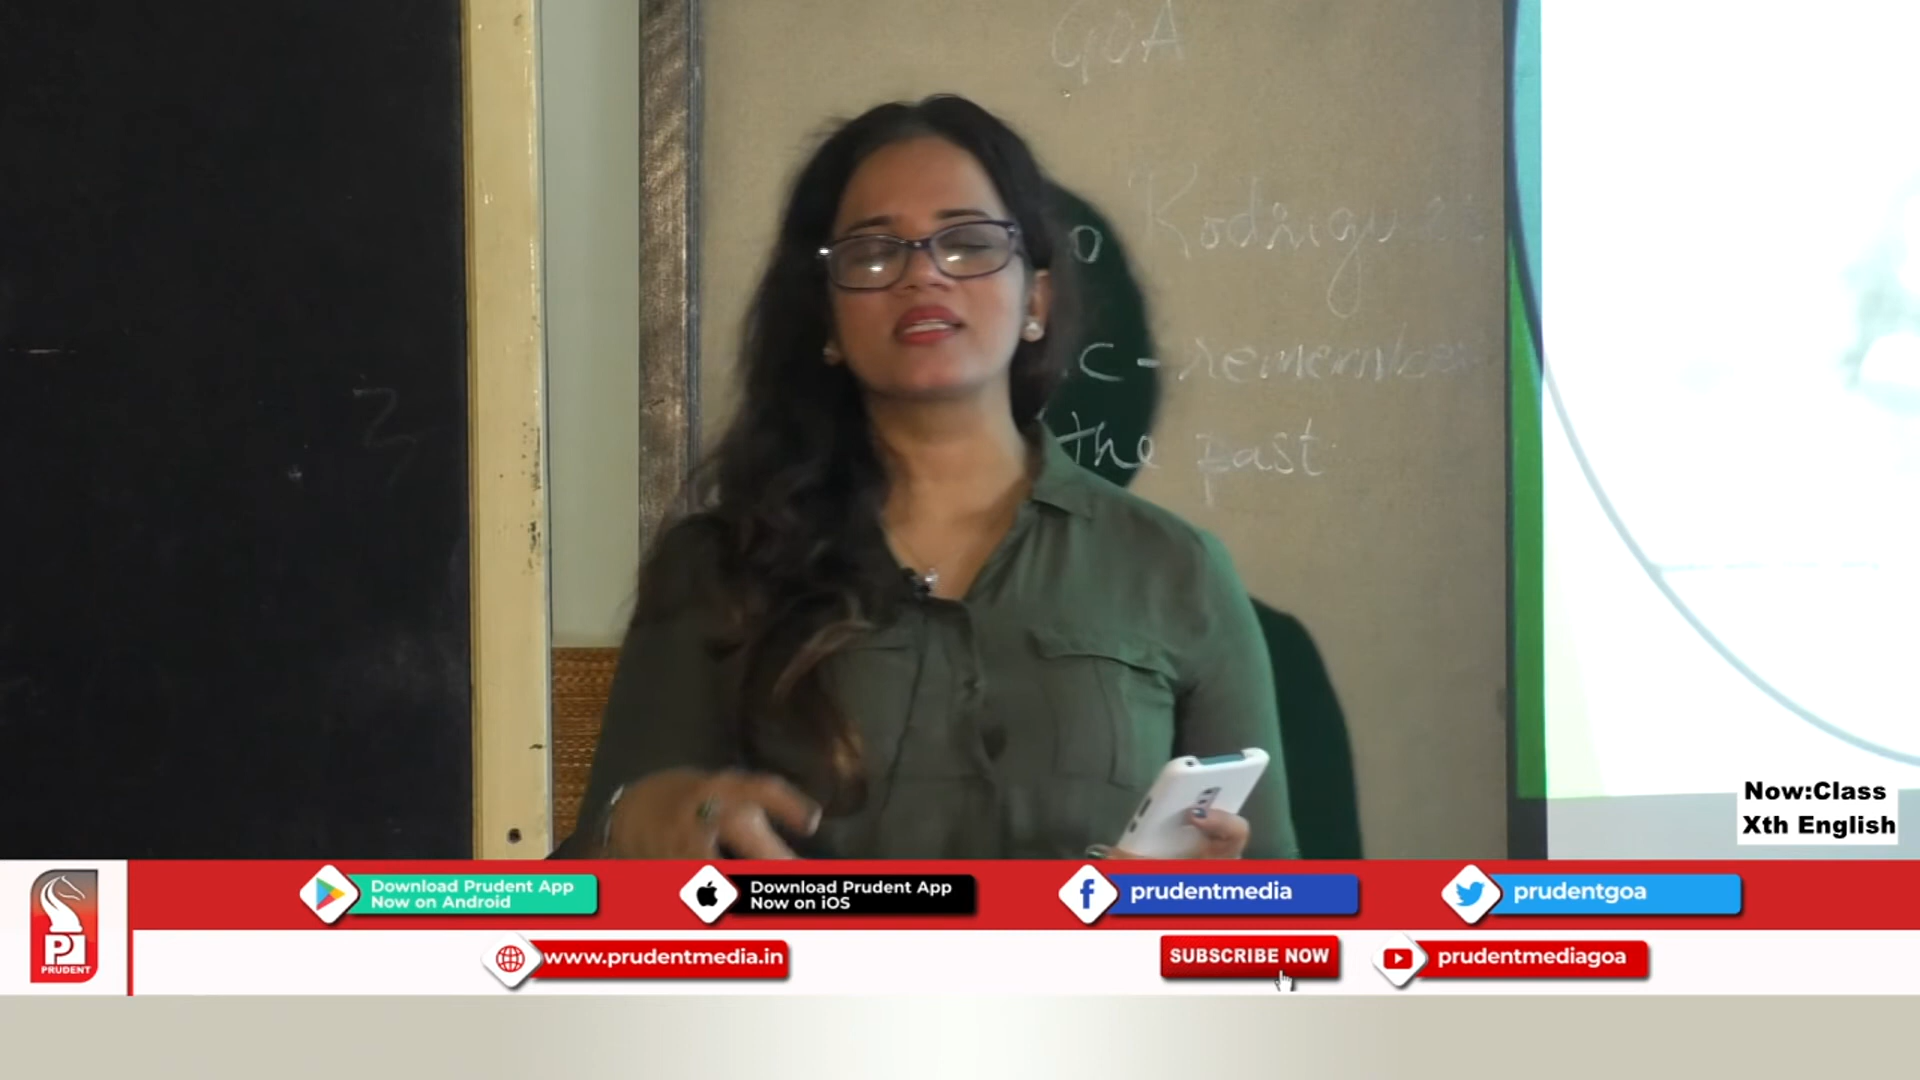 GOA
o Rodrigues
c - remember
the past
Now:Class
Xth English
Download Prudent App
Now on Android
Download Prudent App
Now on iOS
prudentmedia
prudentgoa
PRUDENT
www.prudentmedia.in
SUBSCRIBE NOW
prudentmediagoa